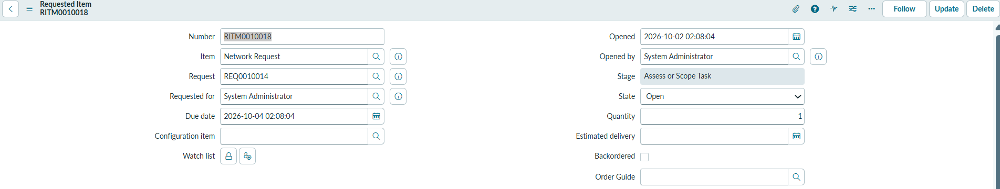 Requested Item
RITM0010018
Follow
Update
Delete
Number
RITM0010018
Item
Network Request
Request
REQ0010014
Requested for
System Administrator
Due date
2026-10-04 02:08:04
Configuration item
Watch list
Opened
2026-10-02 02:08:04
Opened by
System Administrator
Stage
Assess or Scope Task
State
Open
Quantity
1
Estimated delivery
Backordered
Order Guide